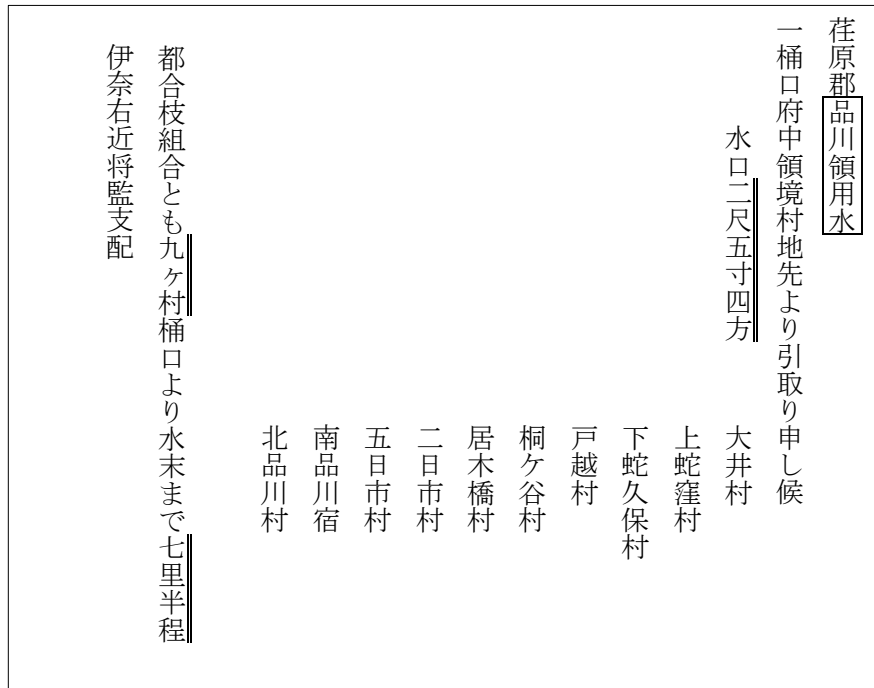 荏原郡品川領用水
一桶口府中領境村地先より引取り申し候
水口二尺五寸四方
大井村
上蛇窪村
下蛇久保村
戸越村
桐ケ谷村
居木橋村
二日市村
五日市村
南品川宿
北品川村
都合枝組合とも九ヶ村桶口より水末まで七里半程
伊奈右近将監支配